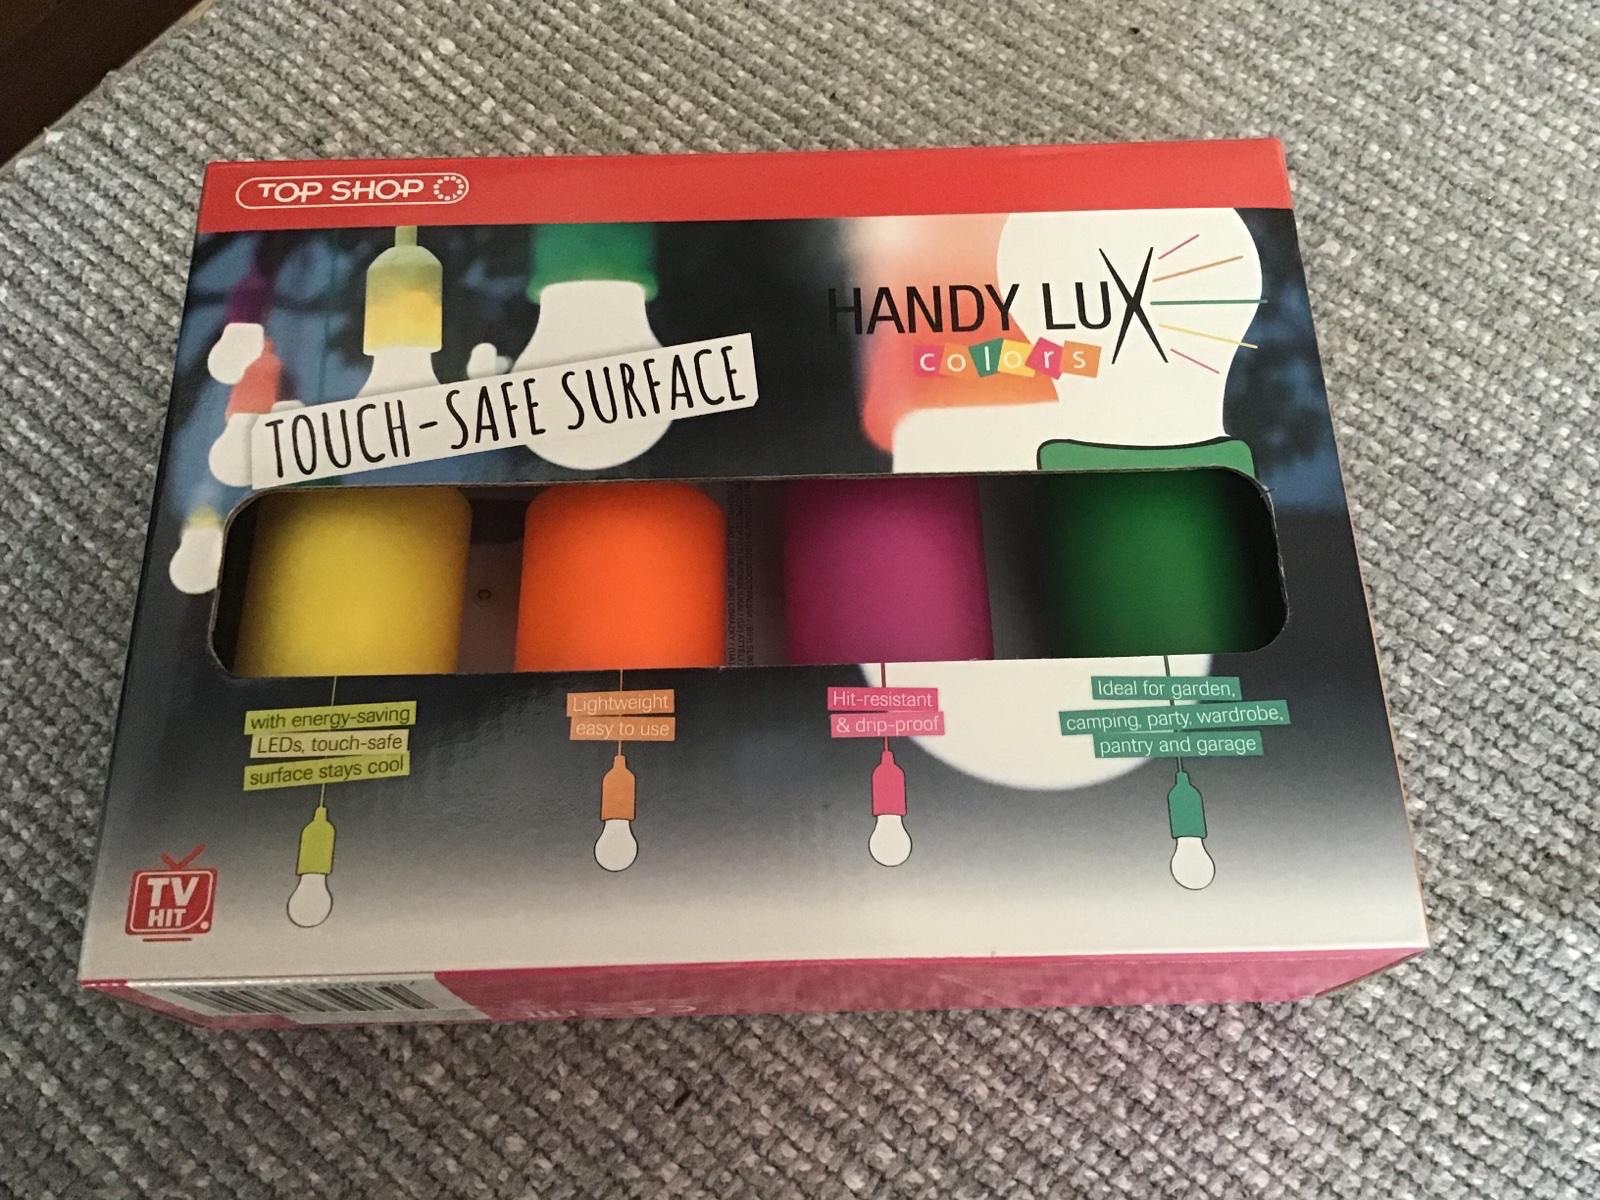 TOP SHOP
HANDY LUX
colors
TOUCH-SAFE SURFACE
C
with energy-saving
LEDs, touch-safe
surface stays cool
Lightweight
easy to use
Hit-resistant
& drip-proof
Ideal for garden,
camping, party, wardrobe,
pantry and garage
TV
HIT